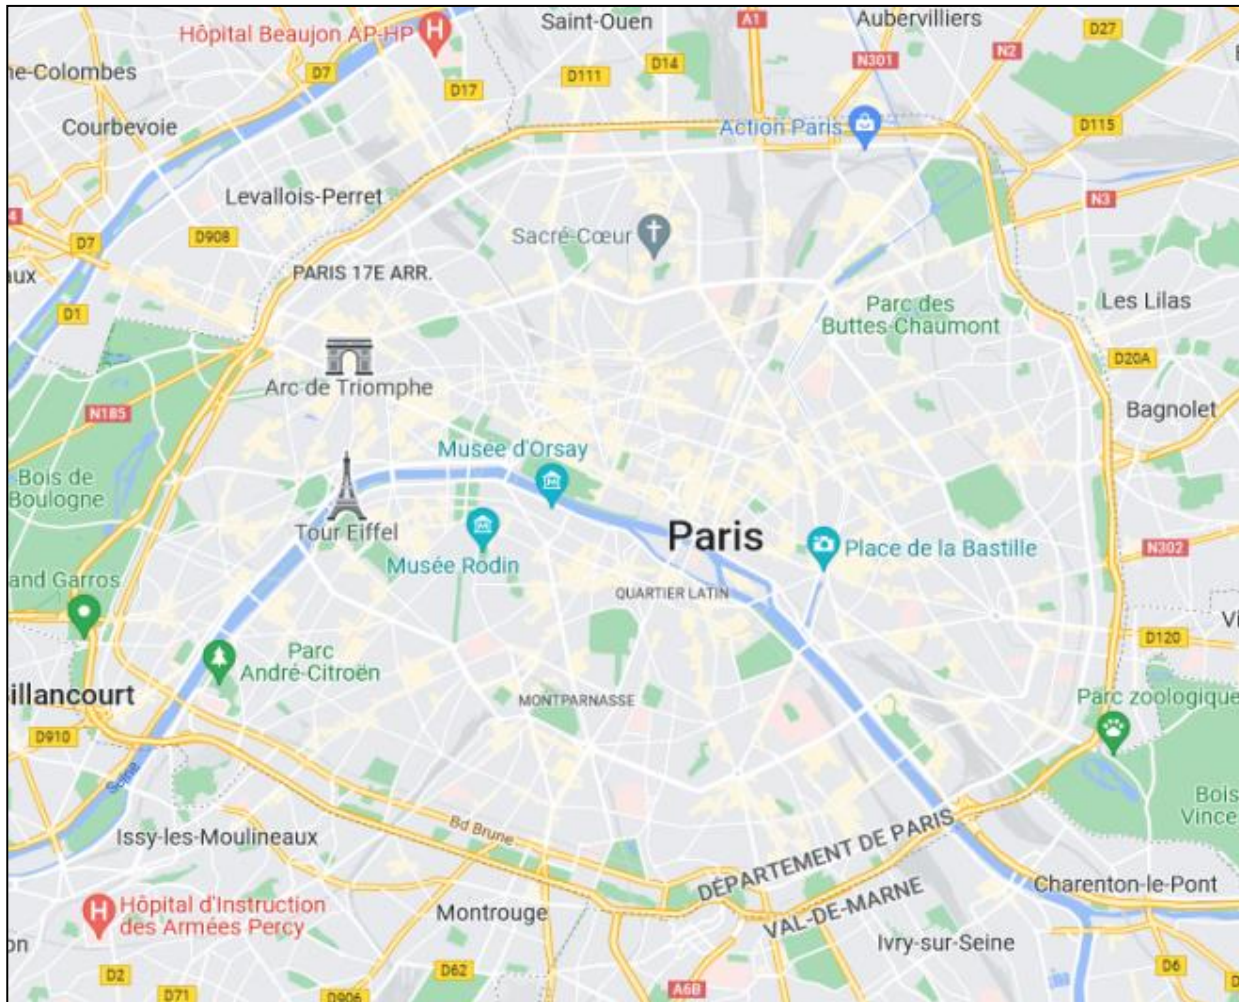 Saint-Ouen
A1
Aubervilliers
D27
Hôpital Beaujon AP-HP
N301
N2
ne-Colombes
D7
D111
D14
D17
Courbevoie
Action Paris
D115
Levallois-Perret
N3
D908
D7
Sacré-Cœur
PARIS 17E ARR.
Les Lilas
D1
Parc des
Buttes-Chaumont
D20A
Arc de Triomphe
N185
Bagnolet
Musée d'Orsay
Bois de
Boulogne
Tour Eiffel
Paris
Musée Rodin
Place de la Bastille
N302
and Garros
QUARTIER LATIN
D120
Parc
André-Citroën
illancourt
MONTPARNASSE
Parc zoologique
D910
Seine
Bois
Vince
Issy-les-Moulineaux
Bd Brune
DÉPARTEMENT DE PARIS
VAL-DE-MARNE
Charenton-le-Pont
Hôpital d'Instruction
des Armées Percy
Montrouge
Ivry-sur-Seine
D2
D62
D6
D71
D906
A6B